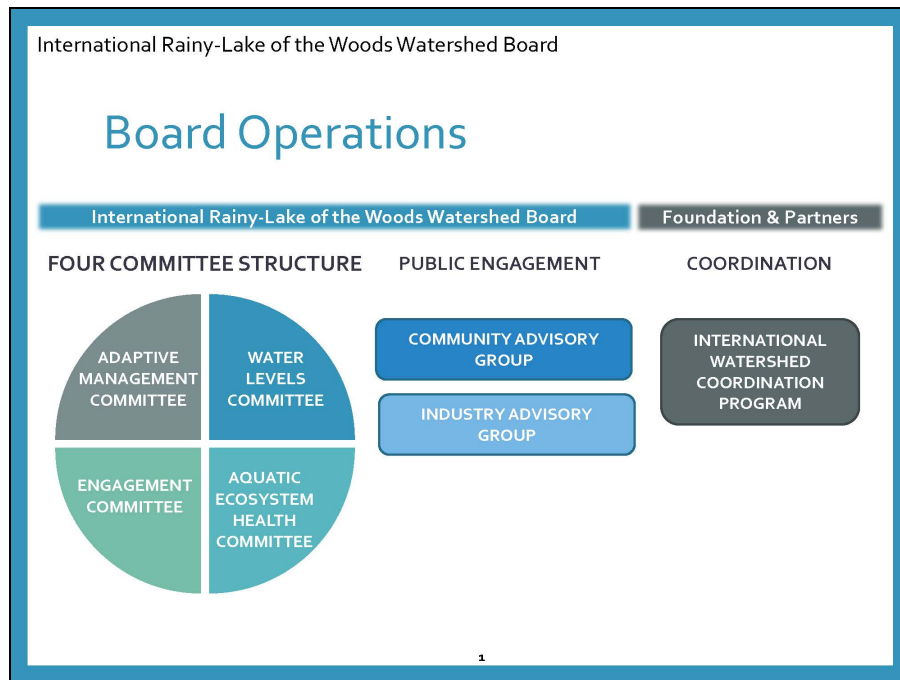 International Rainy-Lake of the Woods Watershed Board
Board Operations
International Rainy-Lake of the Woods Watershed Board
Foundation & Partners
FOUR COMMITTEE STRUCTURE
PUBLIC ENGAGEMENT
COORDINATION
ADAPTIVE
MANAGEMENT
COMMITTEE
WATER
LEVELS
COMMITTEE
ENGAGEMENT
COMMITTEE
AQUATIC
ECOSYSTEM
HEALTH
COMMITTEE
COMMUNITY ADVISORY
GROUP
INDUSTRY ADVISORY
GROUP
INTERNATIONAL
WATERSHED
COORDINATION
PROGRAM
1